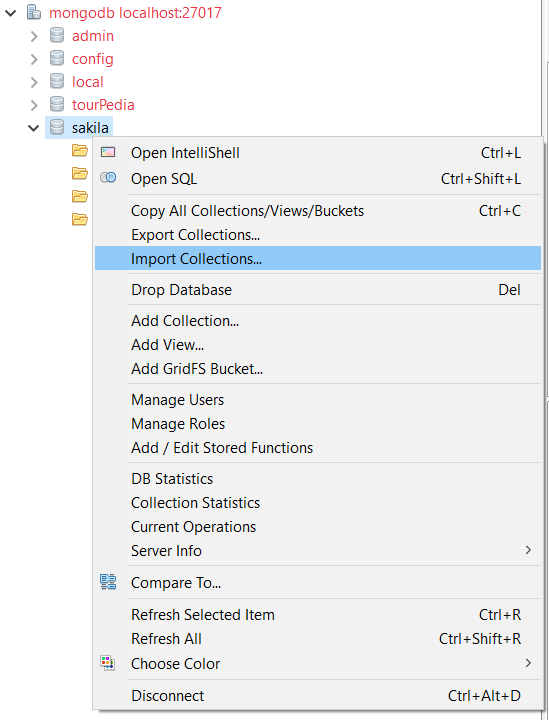 mongodb localhost:27017
admin
config
local
tourPedia
sakila
Open IntelliShell Ctrl+L
Open SQL Ctrl+Shift+L
Copy All Collections/Views/Buckets Ctrl+C
Export Collections...
Import Collections...
Drop Database Del
Add Collection...
Add View...
Add GridFS Bucket...
Manage Users
Manage Roles
Add / Edit Stored Functions
DB Statistics
Collection Statistics
Current Operations
Server Info
Compare To...
Refresh Selected Item Ctrl+R
Refresh All Ctrl+Shift+R
Choose Color
Disconnect Ctrl+Alt+D